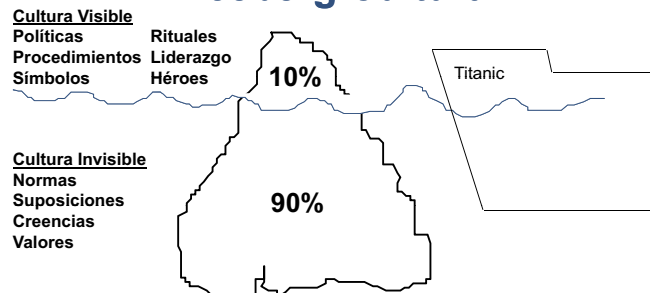 Cultura Visible
Políticas Rituales
Procedimientos Liderazgo
Símbolos Héroes
10%
Titanic
Cultura Invisible
Normas
Suposiciones
Creencias
Valores
90%